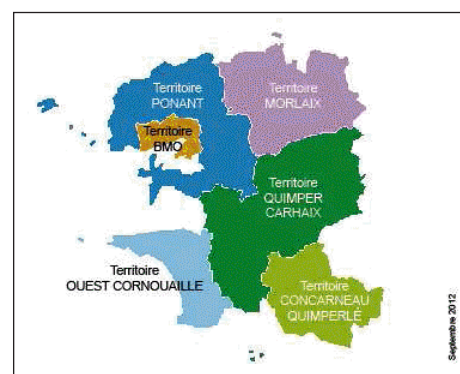 Territoire
PONANT
Territoire
MORLAIX
Territoire
BMO
Territoire
QUIMPER
CARHAIX
Territoire
OUEST CORNOUAILLE
Territoire
CONCARNEAU
QUIMPERLÉ
Septembre 2012